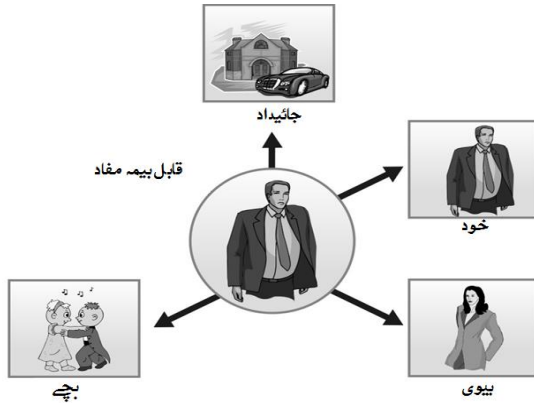 جائیداد
قابل بیمہ مفاد
خود
بچے
بیوی